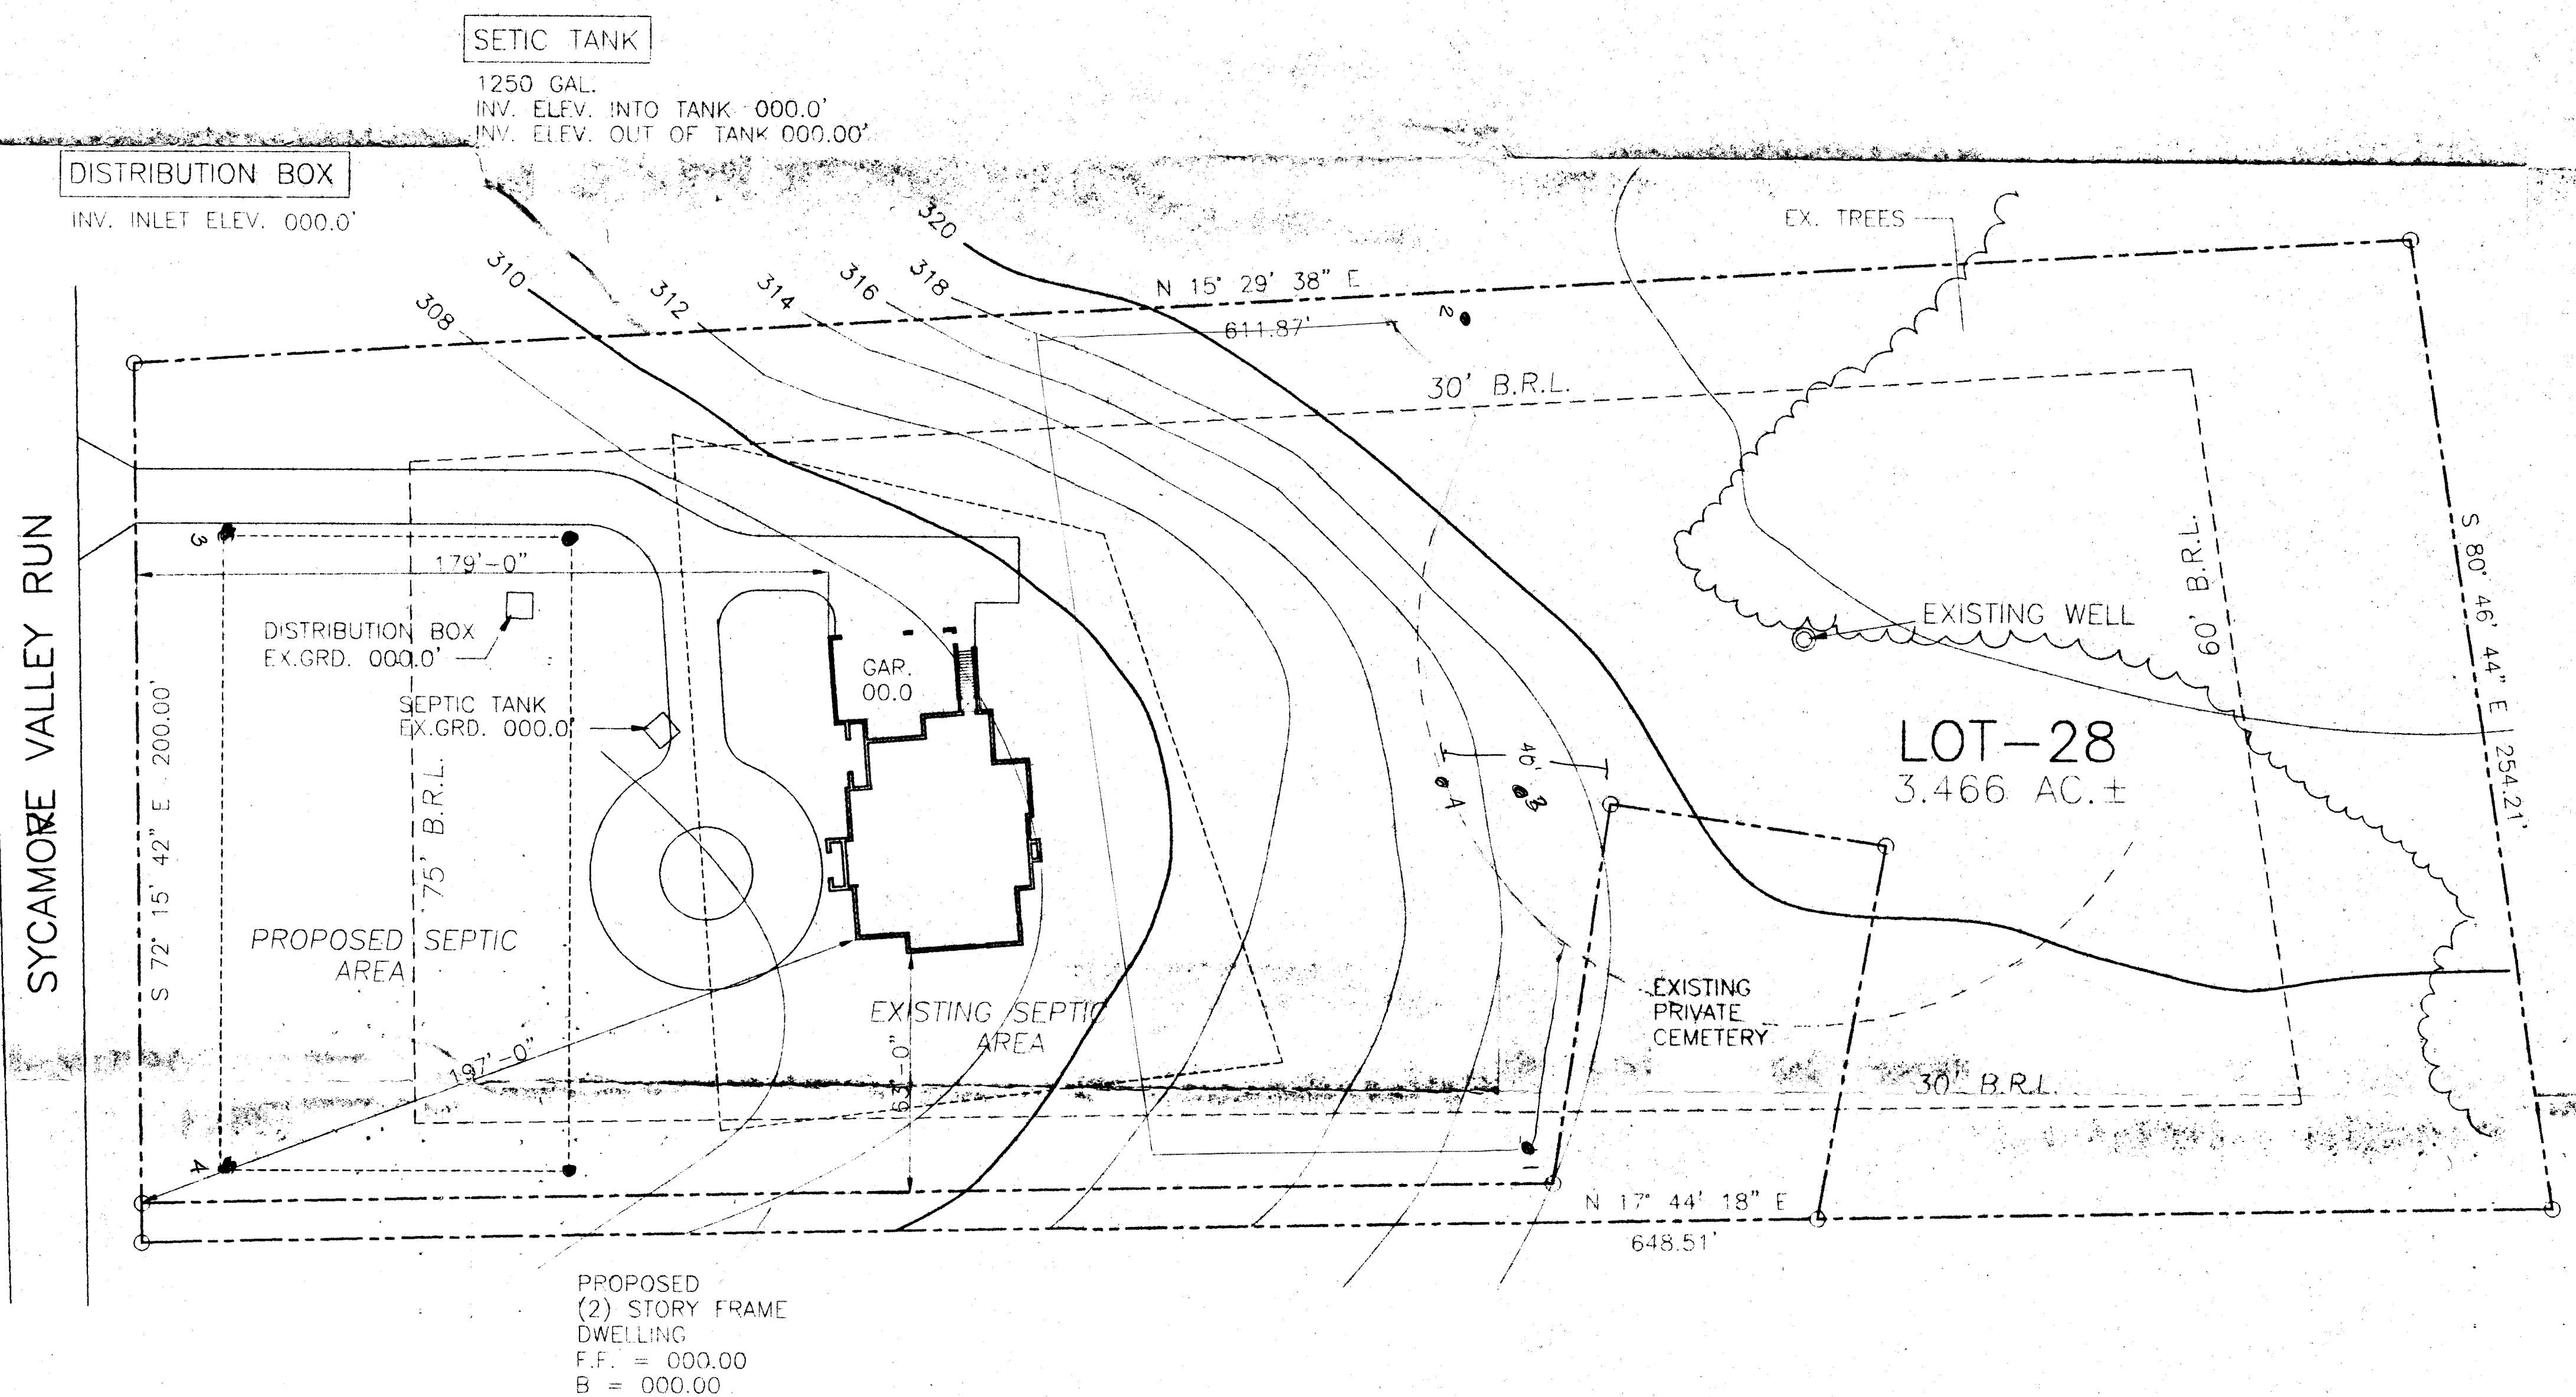 SETIC TANK
1250 GAL.
INV. ELEV. INTO TANK 000.0'
INV. ELEV. OUT OF TANK 000.00'
DISTRIBUTION BOX
INV. INLET ELEV. 000.0'
308
310
312
314
316
318
320
N 15° 29' 38" E
611.87'
2
EX. TREES
30' B.R.L.
SYCAMORE VALLEY RUN
S 72° 15' 42" E 200.00'
3
179'-0"
DISTRIBUTION BOX
EX.GRD. 000.0'
SEPTIC TANK
EX.GRD. 000.0'
75' B.R.L.
GAR.
00.0
PROPOSED SEPTIC
AREA
EXISTING SEPTIC
AREA
197'-0"
63'-0"
4
40'
A
B
1
EXISTING WELL
60' B.R.L.
S 80° 46' 44" E
254.21'
LOT-28
3.466 AC.±
EXISTING
PRIVATE
CEMETERY
30' B.R.L.
N 17° 44' 18" E
648.51'
PROPOSED
(2) STORY FRAME
DWELLING
F.F. = 000.00
B = 000.00